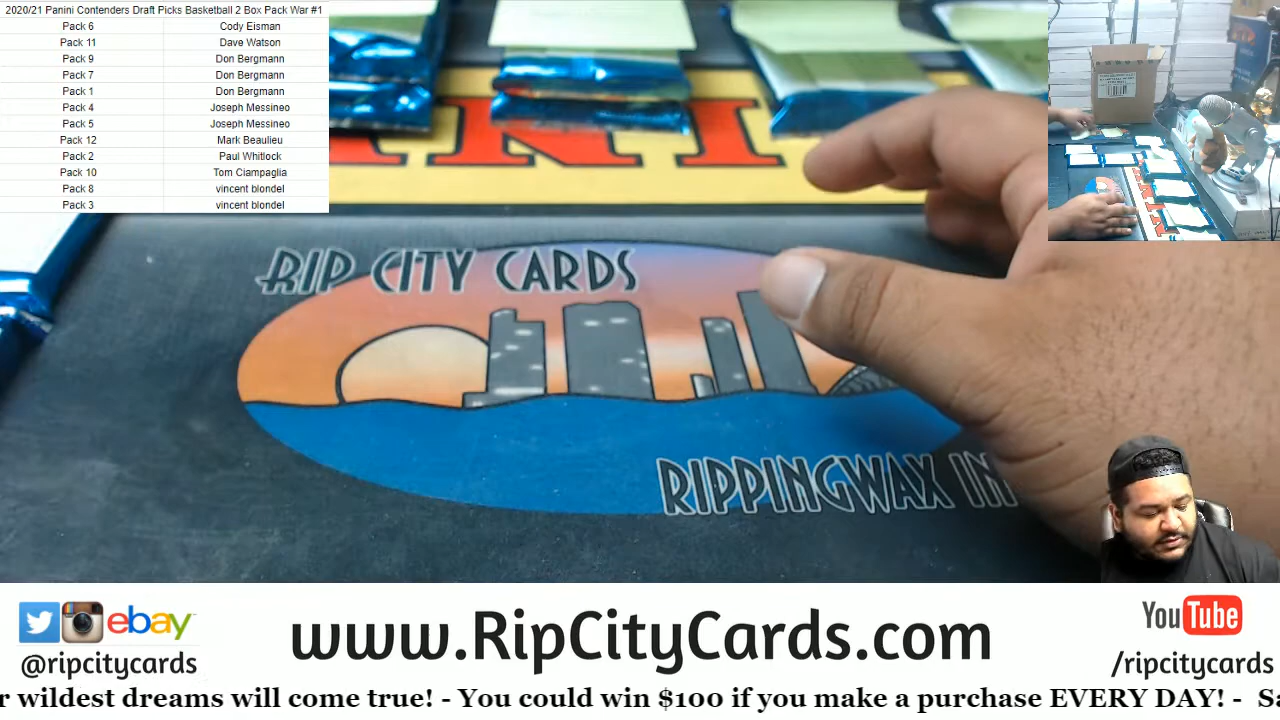 2020/21 Panini Contenders Draft Picks Basketball 2 Box Pack War #1
Pack 6 Cody Eisman
Pack 11 Dave Watson
Pack 9 Don Bergmann
Pack 7 Don Bergmann
Pack 1 Don Bergmann
Pack 4 Joseph Messineo
Pack 5 Joseph Messineo
Pack 12 Mark Beaulieu
Pack 2 Paul Whitlock
Pack 10 Tom Ciampaglia
Pack 8 vincent blondel
Pack 3 vincent blondel
RIP CITY CARDS
RIPPINGWAX IN
ebay
@ripcitycards
www.RipCityCards.com
YouTube
/ripcitycards
r wildest dreams will come true! - You could win $100 if you make a purchase EVERY DAY! - Sa